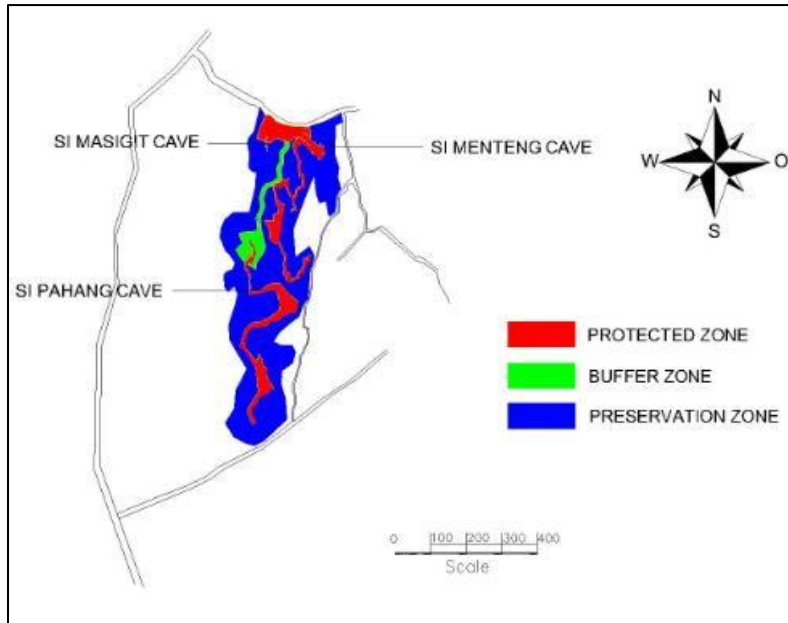 SI MASIGIT CAVE
SI MENTENG CAVE
SI PAHANG CAVE
N
W
O
S
PROTECTED ZONE
BUFFER ZONE
PRESERVATION ZONE
0 100 200 300 400
Scale